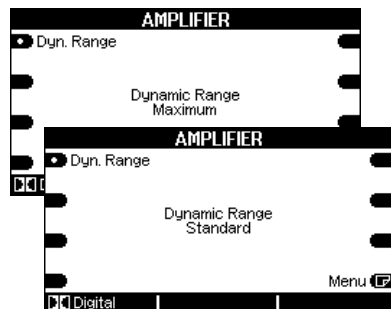 AMPLIFIER
Dyn. Range
Dynamic Range
Maximum
AMPLIFIER
Dyn. Range
Dynamic Range
Standard
Menu
Digital